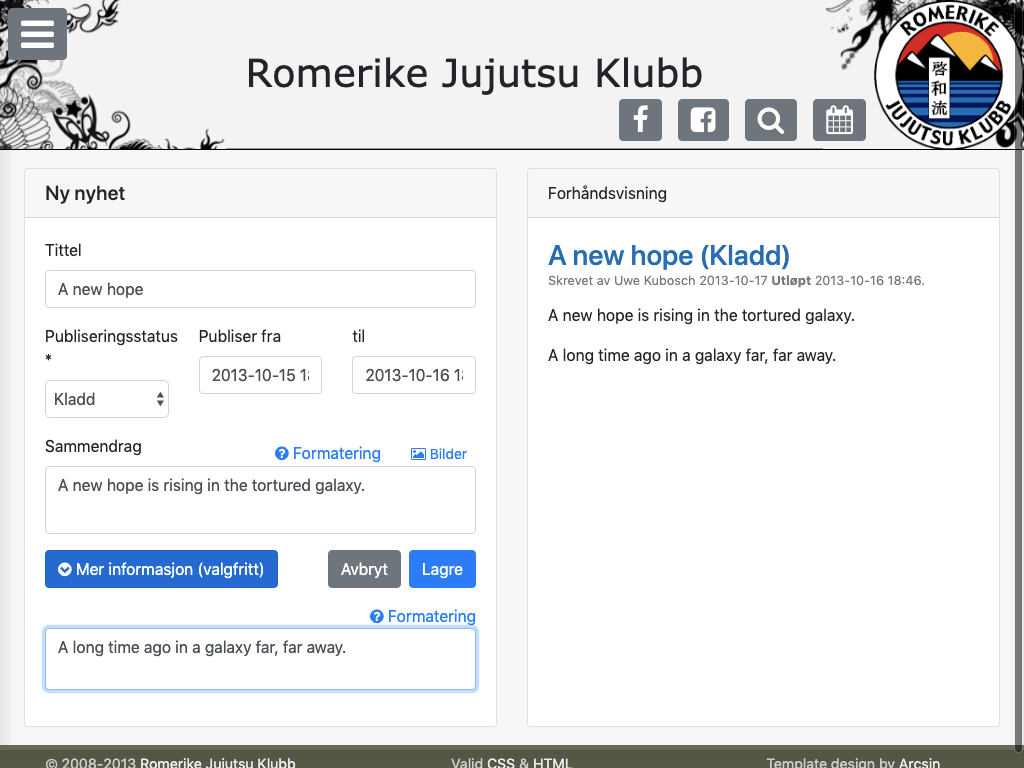 Romerike Jujutsu Klubb
ROMERIKE
啓和流
JUJUTSU KLUBB
Ny nyhet
Tittel
A new hope
Publiseringsstatus
*
Publiser fra
til
Kladd
2013-10-15 1
2013-10-16 1
Sammendrag
Formatering
Bilder
A new hope is rising in the tortured galaxy.
Mer informasjon (valgfritt)
Avbryt
Lagre
Formatering
A long time ago in a galaxy far, far away.
Forhåndsvisning
A new hope (Kladd)
Skrevet av Uwe Kubosch 2013-10-17 Utløpt 2013-10-16 18:46.
A new hope is rising in the tortured galaxy.
A long time ago in a galaxy far, far away.
© 2008-2013 Romerike Jujutsu Klubb
Valid CSS & HTML
Template design by Arcsin